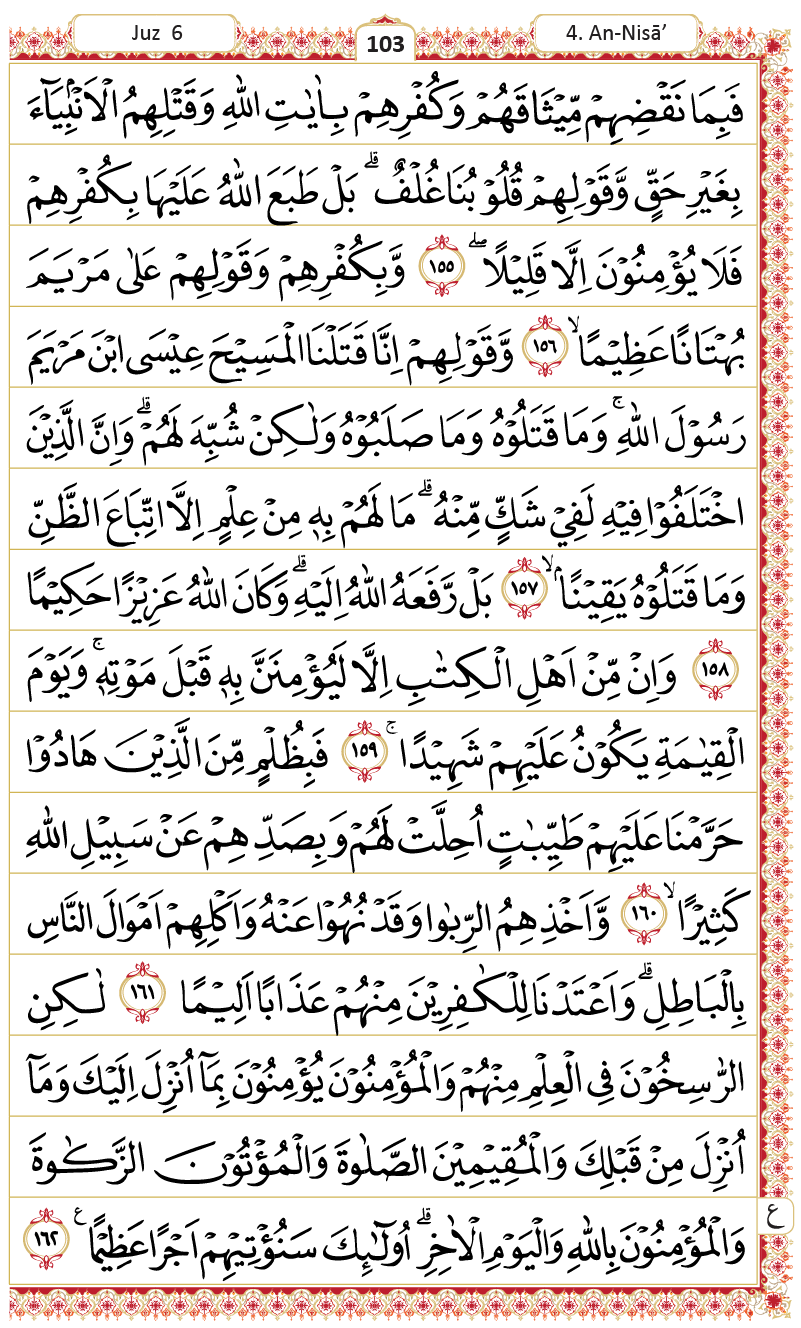 Juz 6
103
4. An-Nisā’
فَبِمَا نَقْضِهِمْ مِّيْثَاقَهُمْ وَكُفْرِهِمْ بِاٰيٰتِ اللّٰهِ وَقَتْلِهِمُ الْاَنْۢبِيَاۤءَ
بِغَيْرِ حَقٍّ وَّقَوْلِهِمْ قُلُوْبُنَا غُلْفٌ ۗ بَلْ طَبَعَ اللّٰهُ عَلَيْهَا بِكُفْرِهِمْ
فَلَا يُؤْمِنُوْنَ اِلَّا قَلِيْلًا ۖ ١٥٥ وَّبِكُفْرِهِمْ وَقَوْلِهِمْ عَلٰى مَرْيَمَ
بُهْتَانًا عَظِيْمًا ۙ ١٥٦ وَّقَوْلِهِمْ اِنَّا قَتَلْنَا الْمَسِيْحَ عِيْسَى ابْنَ مَرْيَمَ
رَسُوْلَ اللّٰهِ ۚ وَمَا قَتَلُوْهُ وَمَا صَلَبُوْهُ وَلٰكِنْ شُبِّهَ لَهُمْ ۗ وَاِنَّ الَّذِيْنَ
اخْتَلَفُوْا فِيْهِ لَفِيْ شَكٍّ مِّنْهُ ۗ مَا لَهُمْ بِهٖ مِنْ عِلْمٍ اِلَّا اتِّبَاعَ الظَّنِّ
وَمَا قَتَلُوْهُ يَقِيْنًاۢ ۙ ١٥٧ بَلْ رَّفَعَهُ اللّٰهُ اِلَيْهِ ۗ وَكَانَ اللّٰهُ عَزِيْزًا حَكِيْمًا
١٥٨ وَاِنْ مِّنْ اَهْلِ الْكِتٰبِ اِلَّا لَيُؤْمِنَنَّ بِهٖ قَبْلَ مَوْتِهٖ ۚ وَيَوْمَ
الْقِيٰمَةِ يَكُوْنُ عَلَيْهِمْ شَهِيْدًا ۚ ١٥٩ فَبِظُلْمٍ مِّنَ الَّذِيْنَ هَادُوْا
حَرَّمْنَا عَلَيْهِمْ طَيِّبٰتٍ اُحِلَّتْ لَهُمْ وَبِصَدِّهِمْ عَنْ سَبِيْلِ اللّٰهِ
كَثِيْرًا ۙ ١٦٠ وَّاَخْذِهِمُ الرِّبٰوا وَقَدْ نُهُوْا عَنْهُ وَاَكْلِهِمْ اَمْوَالَ النَّاسِ
بِالْبَاطِلِ ۗ وَاَعْتَدْنَا لِلْكٰفِرِيْنَ مِنْهُمْ عَذَابًا اَلِيْمًا ١٦١ لٰكِنِ
الرّٰسِخُوْنَ فِى الْعِلْمِ مِنْهُمْ وَالْمُؤْمِنُوْنَ يُؤْمِنُوْنَ بِمَآ اُنْزِلَ اِلَيْكَ وَمَآ
اُنْزِلَ مِنْ قَبْلِكَ وَالْمُقِيْمِيْنَ الصَّلٰوةَ وَالْمُؤْتُوْنَ الزَّكٰوةَ
وَالْمُؤْمِنُوْنَ بِاللّٰهِ وَالْيَوْمِ الْاٰخِرِ ۗ اُولٰۤىِٕكَ سَنُؤْتِيْهِمْ اَجْرًا عَظِيْمًا ع ١٦٢
ع